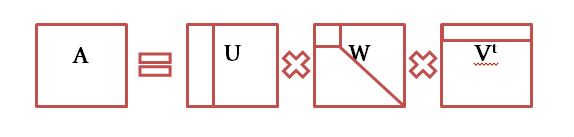 A = U × W × Vᵗ